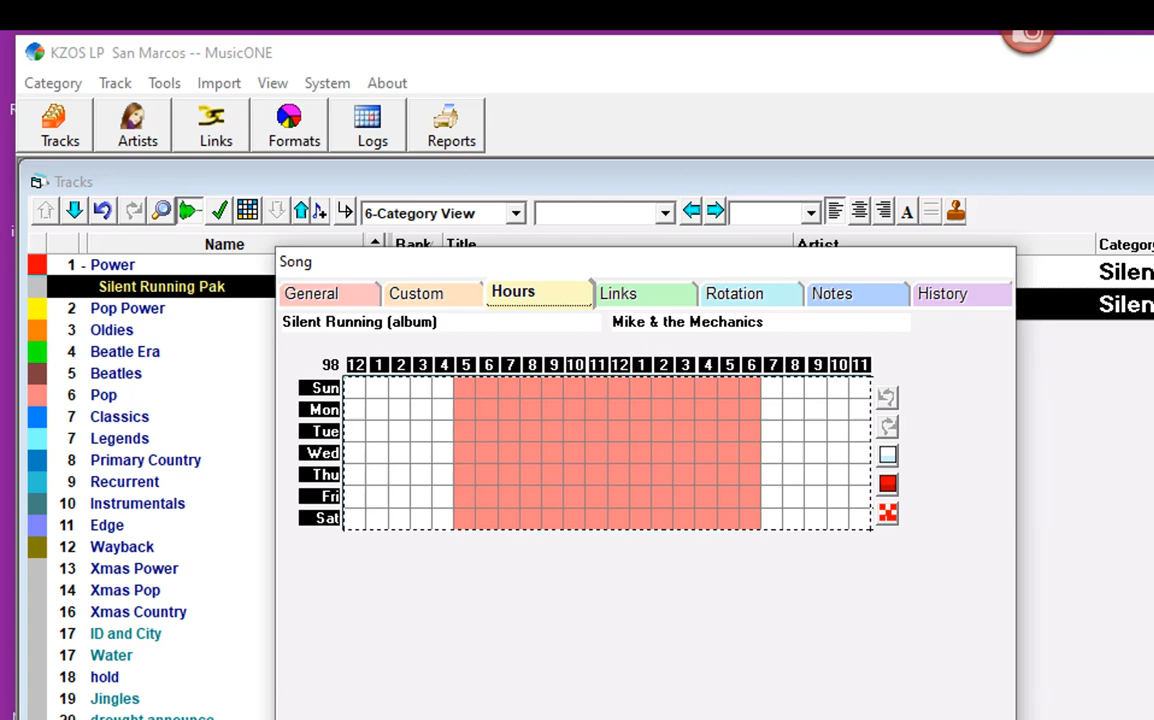 KZOS LP San Marcos -- MusicONE
Category Track Tools Import View System About
Tracks Artists Links Formats Logs Reports
Tracks
6-Category View A
Name Rank Title Artist Category
1 - Power
Silent Running Pak
2 Pop Power
3 Oldies
4 Beatle Era
5 Beatles
6 Pop
7 Classics
7 Legends
8 Primary Country
9 Recurrent
10 Instrumentals
11 Edge
12 Wayback
13 Xmas Power
14 Xmas Pop
16 Xmas Country
17 ID and City
17 Water
18 hold
19 Jingles
20 drought announce
Song
General Custom Hours Links Rotation Notes History
Silent Running (album) Mike & the Mechanics
98 12 1 2 3 4 5 6 7 8 9 10 11 12 1 2 3 4 5 6 7 8 9 10 11
Sun
Mon
Tue
Wed
Thu
Fri
Sat
Silen
Silen